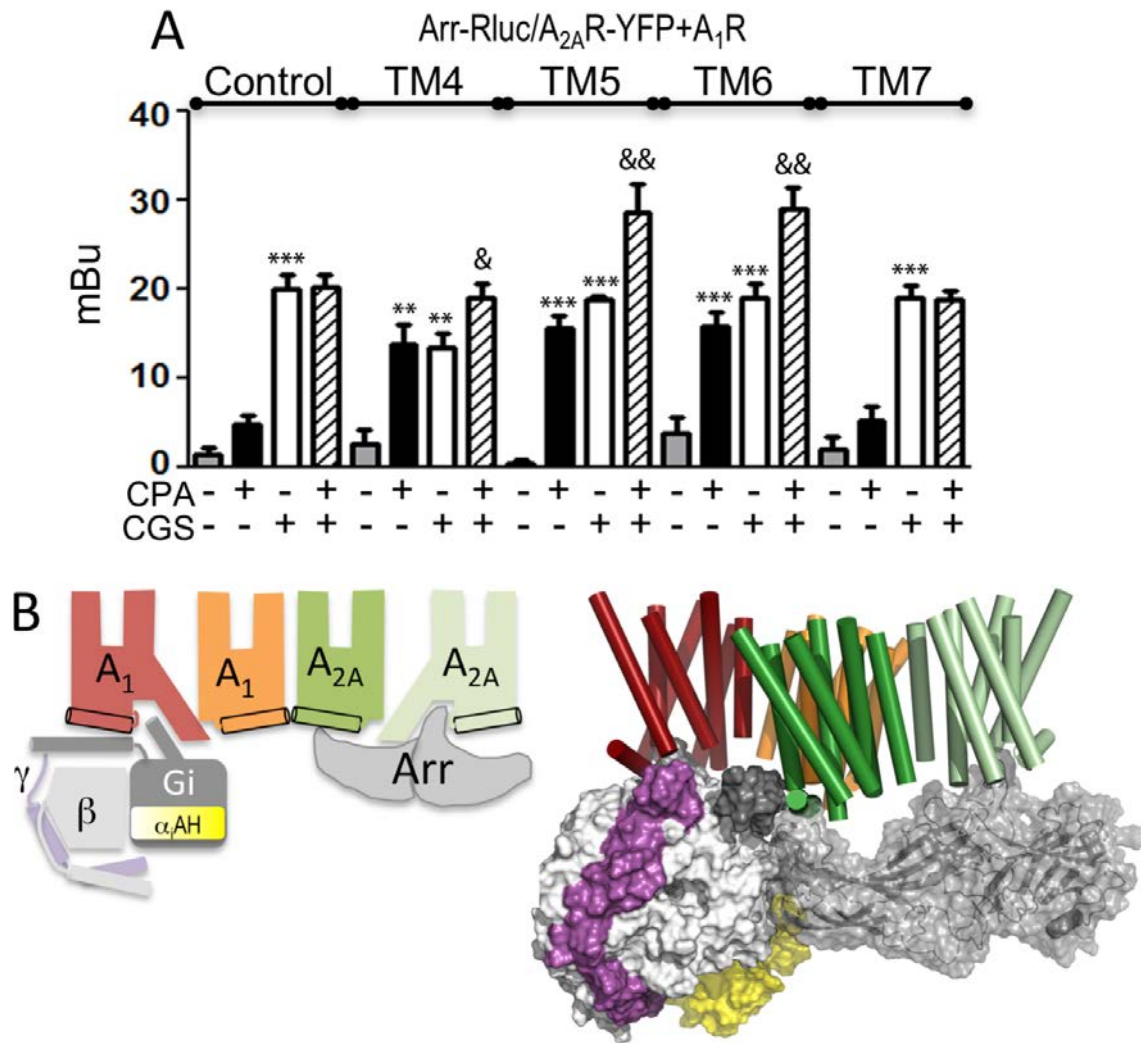 A
Arr-Rluc/A2AR-YFP+A1R
Control TM4 TM5 TM6 TM7
40
30
20
10
0
mBu
*** ** ** & *** *** && *** *** && ***
CPA - + - + - + - + - + - + - + - + - + - +
CGS - - + + - - + + - - + + - - + + - - + +
B
A1 A1 A2A A2A
γ β Gi Arr
αiAH